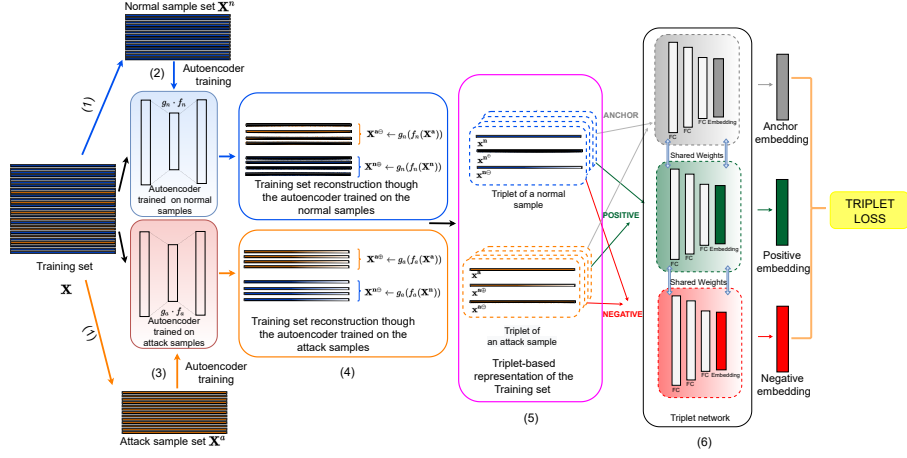 Normal sample set X^n
(1)
(2)
Autoencoder
training
g_n · f_n
Autoencoder
trained on normal
samples
X^{a⊖} ← g_n(f_n(X^a))
X^{n⊕} ← g_n(f_n(X^n))
Training set reconstruction though
the autoencoder trained on the
normal samples
Training set
X
g_a · f_a
Autoencoder
trained on
attack samples
X^{a⊕} ← g_a(f_a(X^a))
X^{n⊖} ← g_a(f_a(X^n))
Training set reconstruction though
the autoencoder trained on the
attack samples
(1)
(3)
Autoencoder
training
Attack sample set X^a
(4)
x^n
x^{n⊖}
Triplet of a normal
sample
x^a
Triplet of
an attack sample
Triplet-based
representation of the
Training set
(5)
ANCHOR
POSITIVE
NEGATIVE
FC
FC
FC
Embedding
Shared Weights
FC
FC
FC
Embedding
Shared Weights
FC
FC
FC
Embedding
Triplet network
(6)
Anchor
embedding
Positive
embedding
Negative
embedding
TRIPLET
LOSS